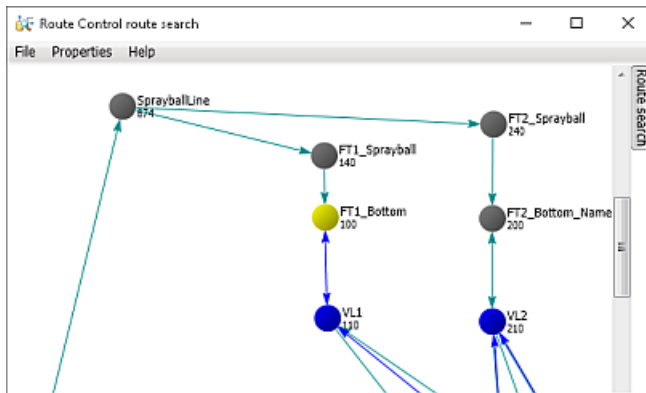 Route Control route search
File Properties Help
Route search
SprayballLine
874
FT2_Sprayball
240
FT1_Sprayball
140
FT1_Bottom
100
FT2_Bottom_Name
200
VL1
110
VL2
210